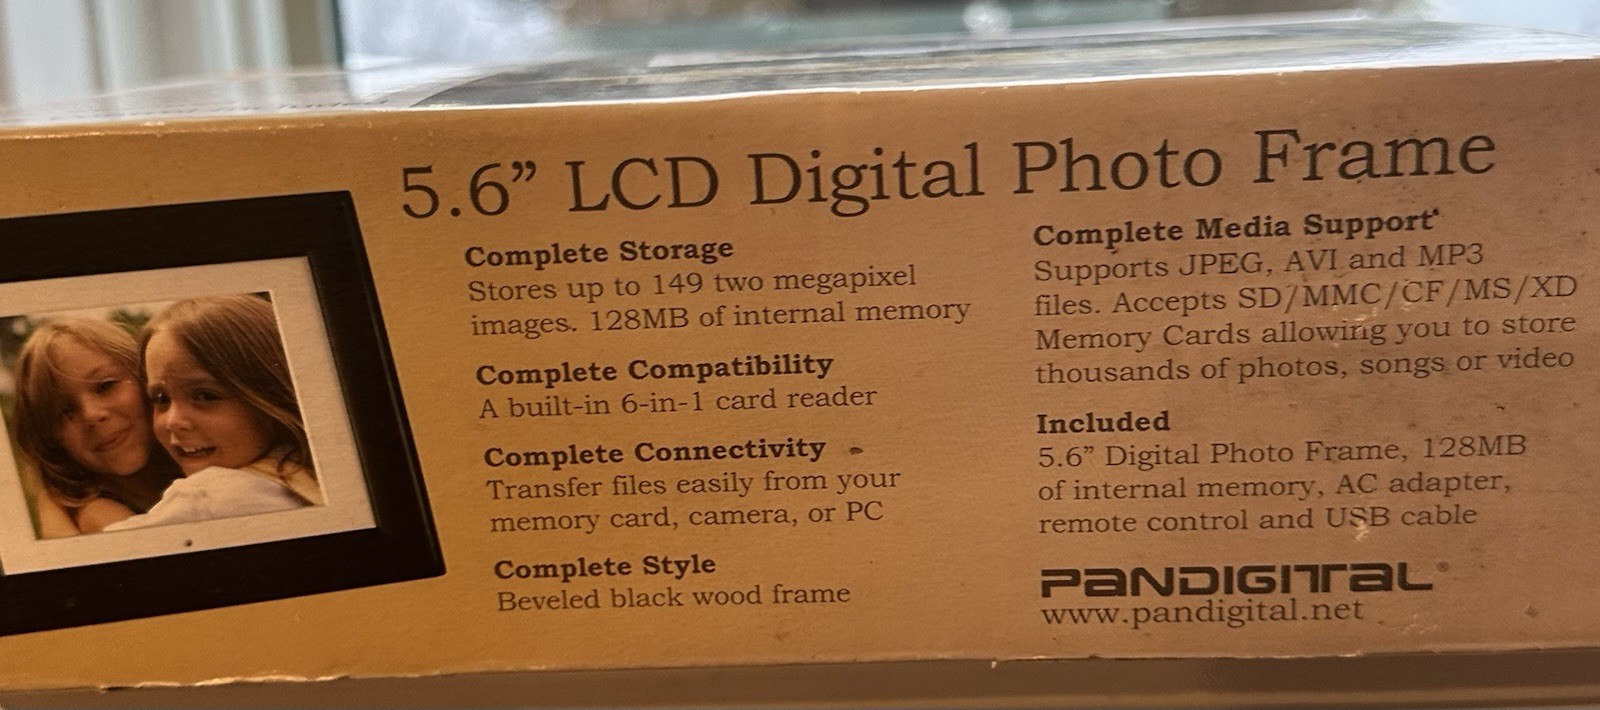 5.6” LCD Digital Photo Frame
Complete Storage
Stores up to 149 two megapixel
images. 128MB of internal memory
Complete Compatibility
A built-in 6-in-1 card reader
Complete Connectivity
Transfer files easily from your
memory card, camera, or PC
Complete Style
Beveled black wood frame
Complete Media Support*
Supports JPEG, AVI and MP3
files. Accepts SD/MMC/CF/MS/XD
Memory Cards allowing you to store
thousands of photos, songs or video
Included
5.6” Digital Photo Frame, 128MB
of internal memory, AC adapter,
remote control and USB cable
PANDIGITAL®
www.pandigital.net